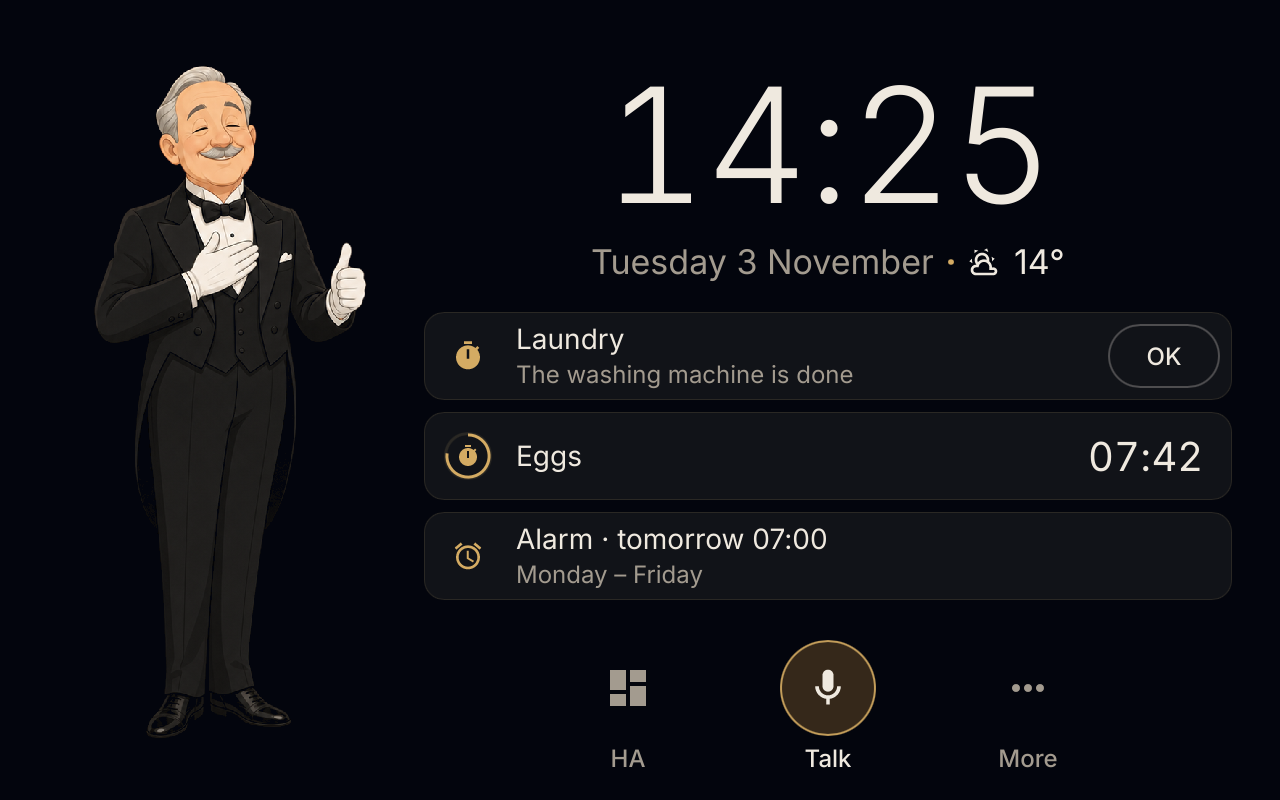 14:25
Tuesday 3 November · 14°
Laundry
The washing machine is done
OK
Eggs
07:42
Alarm · tomorrow 07:00
Monday – Friday
HA
Talk
More